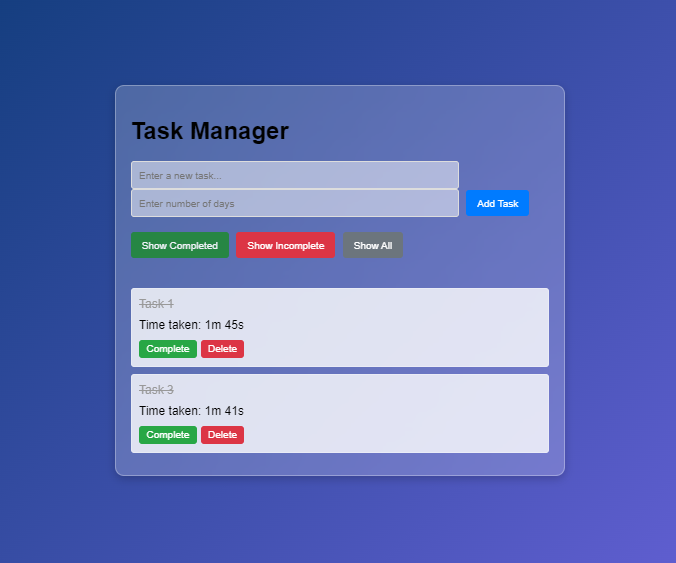 Task Manager
Enter a new task...
Enter number of days
Add Task
Show Completed Show Incomplete Show All
Task 1
Time taken: 1m 45s
Complete Delete
Task 3
Time taken: 1m 41s
Complete Delete